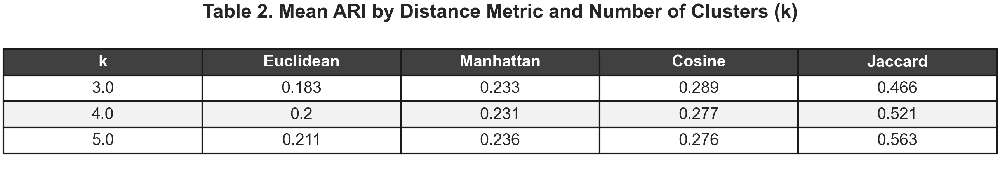 Table 2. Mean ARI by Distance Metric and Number of Clusters (k)
k Euclidean Manhattan Cosine Jaccard
3.0 0.183 0.233 0.289 0.466
4.0 0.2 0.231 0.277 0.521
5.0 0.211 0.236 0.276 0.563